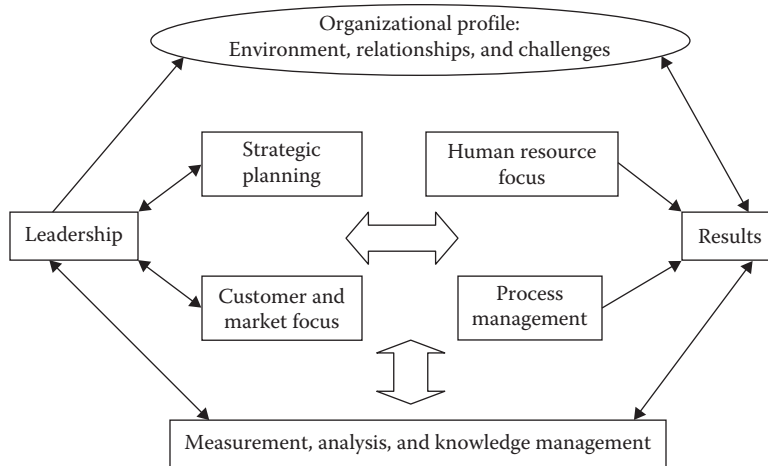 Organizational profile:
Environment, relationships, and challenges
Strategic
planning
Human resource
focus
Leadership
Results
Customer and
market focus
Process
management
Measurement, analysis, and knowledge management